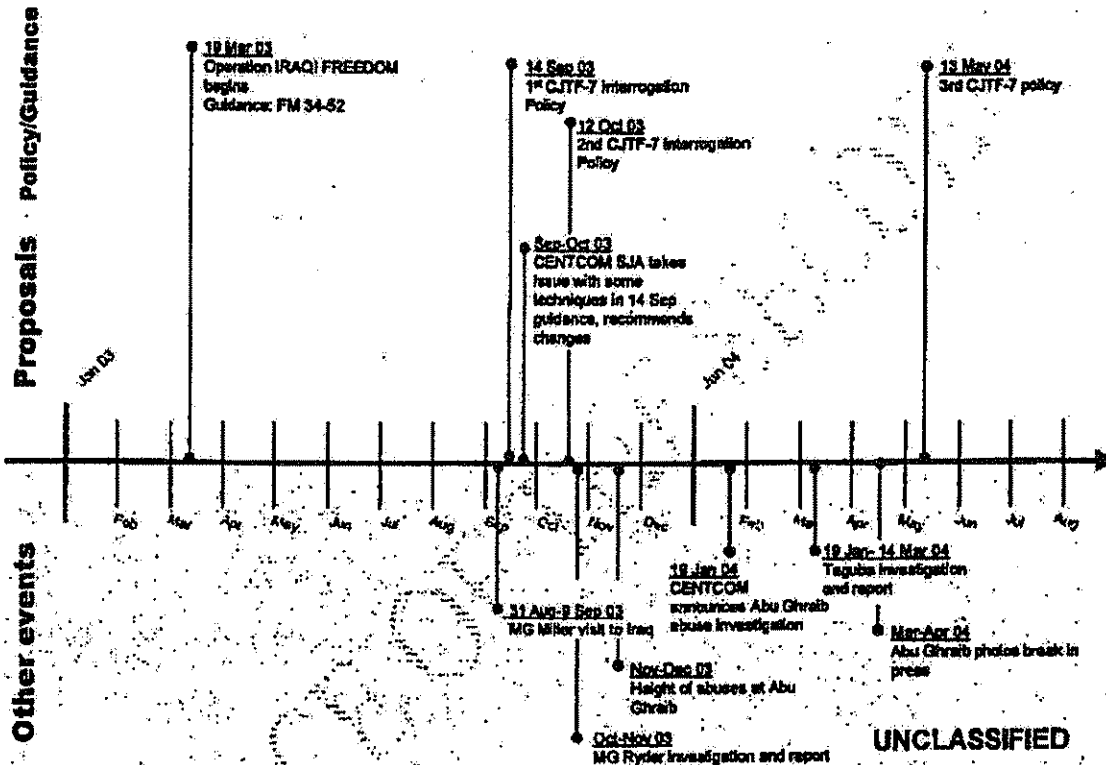 Proposals · Policy/Guidance
19 Mar 03
Operation IRAQI FREEDOM
begins
Guidance: FM 34-52
14 Sep 03
1st CJTF-7 Interrogation
Policy
12 Oct 03
2nd CJTF-7 Interrogation
Policy
13 May 04
3rd CJTF-7 policy
Sep-Oct 03
CENTCOM SJA takes
issue with some
techniques in 14 Sep
guidance, recommends
changes
Jan 03
Jan 04
Feb
Mar
Apr
May
Jun
Jul
Aug
Sep
Oct
Nov
Dec
Feb
Mar
Apr
May
Jun
Jul
Aug
Other events
31 Aug-9 Sep 03
MG Miller visit to Iraq
Nov-Dec 03
Height of abuses at Abu
Ghraib
Oct-Nov 03
MG Ryder investigation and report
19 Jan 04
CENTCOM
announces Abu Ghraib
abuse investigation
19 Jan- 14 Mar 04
Taguba investigation
and report
Mar-Apr 04
Abu Ghraib photos break in
press
UNCLASSIFIED